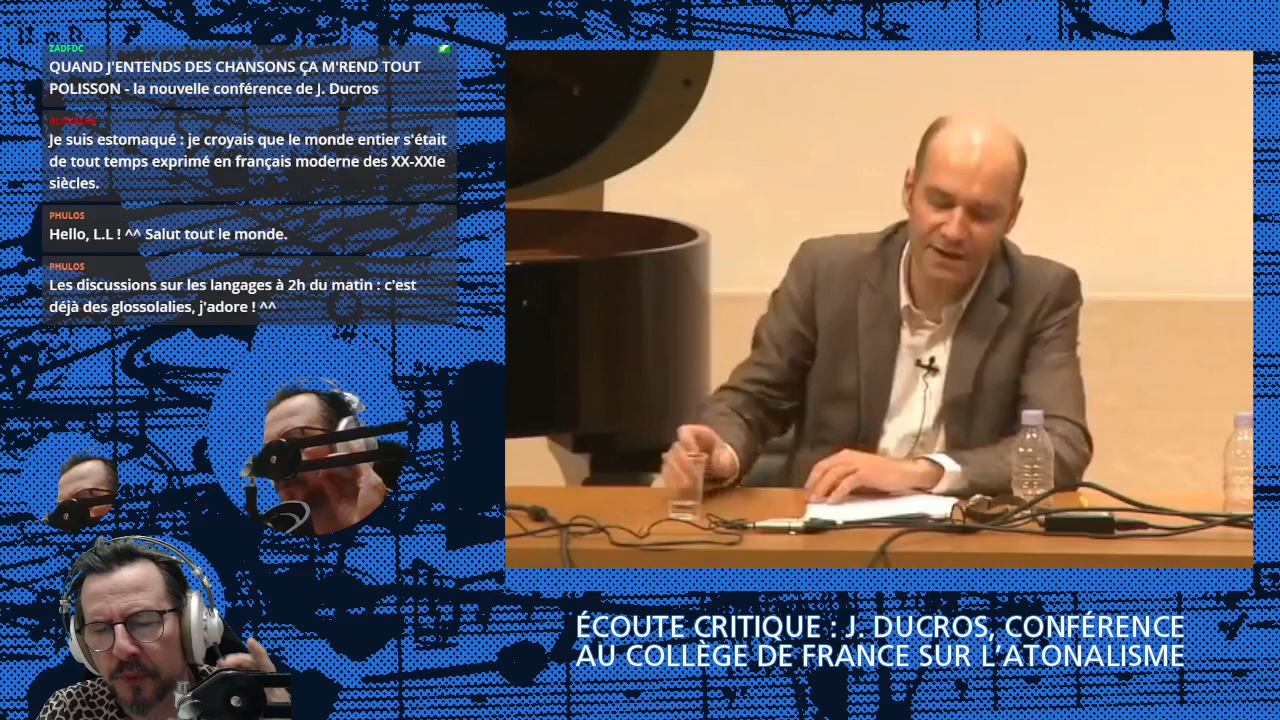 ZADFDC
QUAND J'ENTENDS DES CHANSONS ÇA M'REND TOUT
POLISSON - la nouvelle conférence de J. Ducros
Je suis estomaqué : je croyais que le monde entier s'était
de tout temps exprimé en français moderne des XX-XXIe
siècles.
PHULOS
Hello, L.L ! ^^ Salut tout le monde.
PHULOS
Les discussions sur les langages à 2h du matin : c'est
déjà des glossolalies, j'adore ! ^^
ÉCOUTE CRITIQUE : J. DUCROS, CONFÉRENCE
AU COLLÈGE DE FRANCE SUR L'ATONALISME